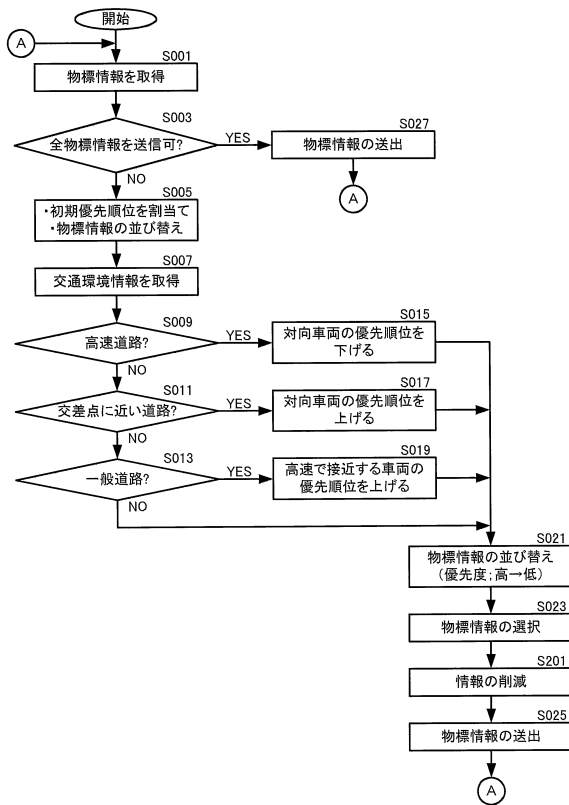 開始
A
S001
物標情報を取得
S003
全物標情報を送信可?
YES
S027
物標情報の送出
A
NO
S005
・初期優先順位を割当て
・物標情報の並び替え
S007
交通環境情報を取得
S009
高速道路?
YES
S015
対向車両の優先順位を
下げる
NO
S011
交差点に近い道路?
YES
S017
対向車両の優先順位を
上げる
NO
S013
一般道路?
YES
S019
高速で接近する車両の
優先順位を上げる
NO
S021
物標情報の並び替え
(優先度;高→低)
S023
物標情報の選択
S201
情報の削減
S025
物標情報の送出
A